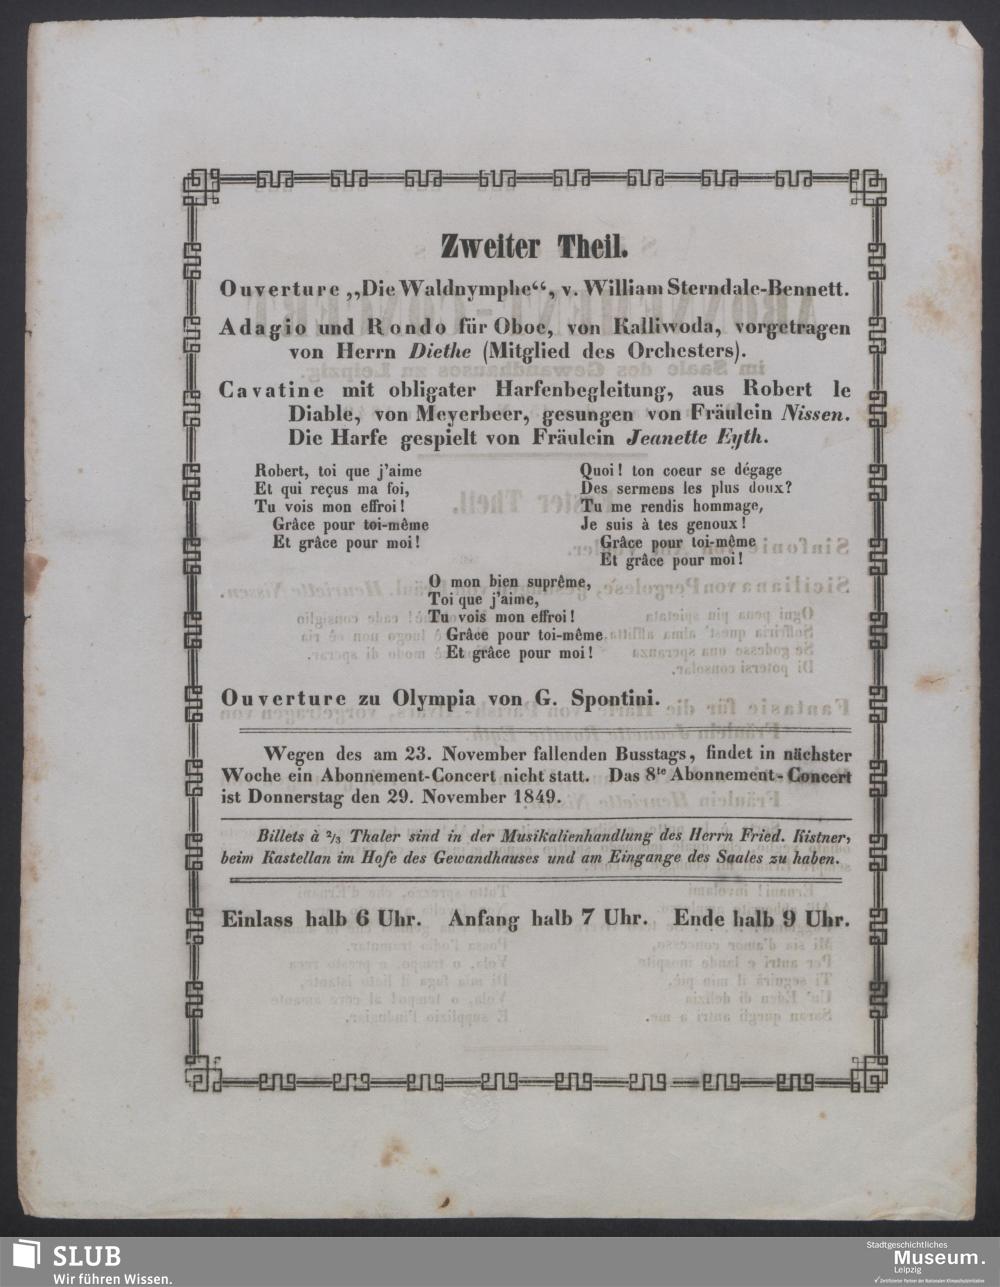 Zweiter Theil.
Ouverture „Die Waldnymphe“, v. William Sterndale-Bennett.
Adagio und Rondo für Oboe, von Kalliwoda, vorgetragen
von Herrn Diethe (Mitglied des Orchesters).
Cavatine mit obligater Harfenbegleitung, aus Robert le
Diable, von Meyerbeer, gesungen von Fräulein Nissen.
Die Harfe gespielt von Fräulein Jeanette Eyth.
Robert, toi que j'aime
Et qui reçus ma foi,
Tu vois mon effroi!
Grâce pour toi-même
Et grâce pour moi!
Quoi! ton coeur se dégage
Des sermens les plus doux?
Tu me rendis hommage,
Je suis à tes genoux!
Grâce pour toi-même
Et grâce pour moi!
O mon bien suprême,
Toi que j'aime,
Tu vois mon effroi!
Grâce pour toi-même
Et grâce pour moi!
Ouverture zu Olympia von G. Spontini.
Wegen des am 23. November fallenden Busstags, findet in nächster
Woche ein Abonnement-Concert nicht statt. Das 8te Abonnement-Concert
ist Donnerstag den 29. November 1849.
Billets à 2/3 Thaler sind in der Musikalienhandlung des Herrn Fried. Kistner,
beim Kastellan im Hofe des Gewandhauses und am Eingange des Saales zu haben.
Einlass halb 6 Uhr. Anfang halb 7 Uhr. Ende halb 9 Uhr.
SLUB
Wir führen Wissen.
Stadtgeschichtliches
Museum.
Leipzig
Zertifizierter Partner der Nationalen Klimaschutzinitiative